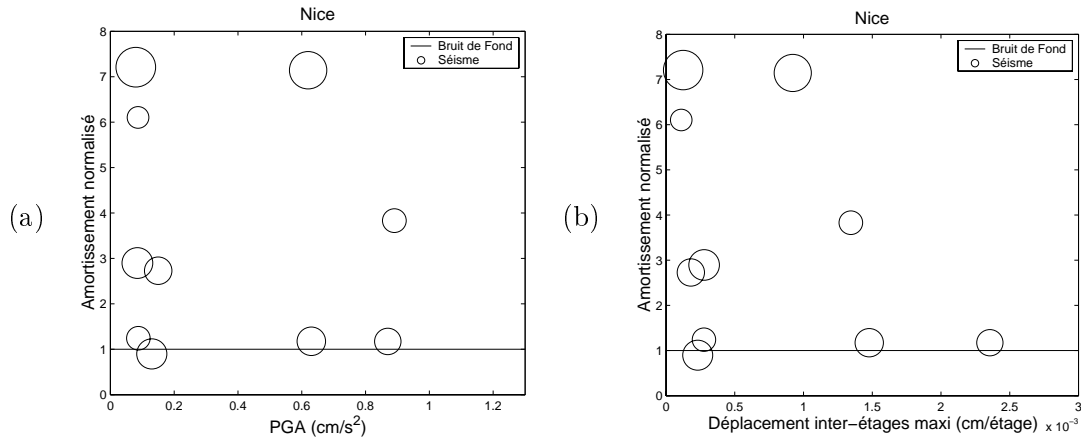 (a)
Nice
Amortissement normalisé
8
7
6
5
4
3
2
1
0
0 0.2 0.4 0.6 0.8 1 1.2
PGA (cm/s²)
Bruit de Fond
Séisme
(b)
Nice
Amortissement normalisé
8
7
6
5
4
3
2
1
0
0 0.5 1 1.5 2 2.5 3
Déplacement inter−étages maxi (cm/étage) x 10⁻³
Bruit de Fond
Séisme